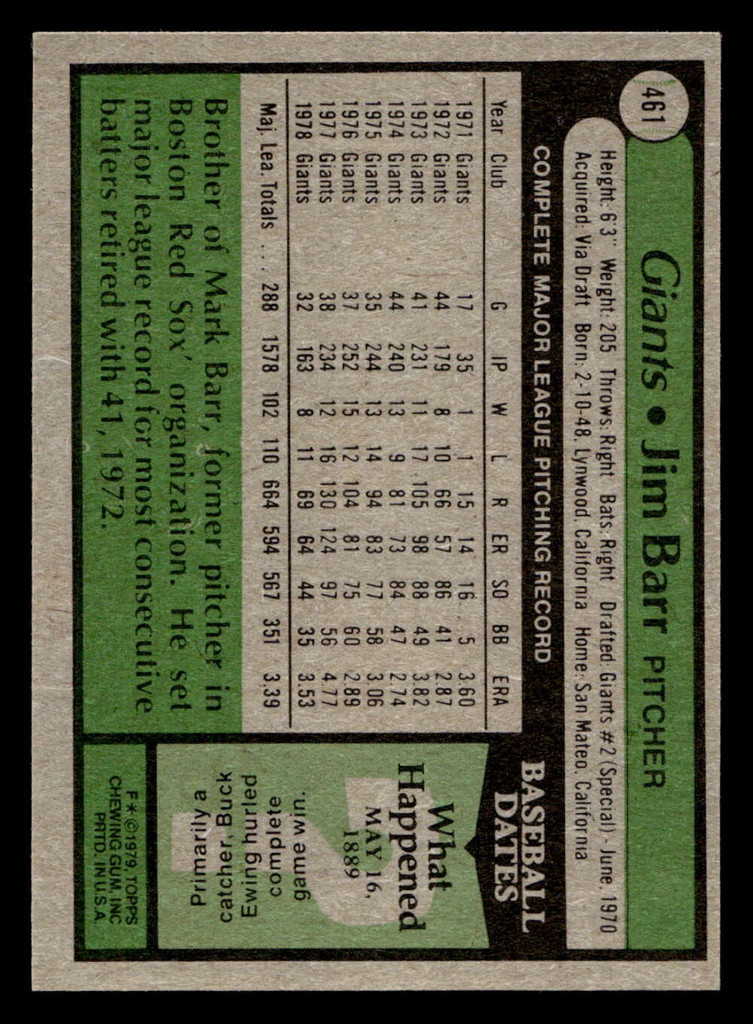 461
Giants • Jim Barr PITCHER
Height: 6'3" Weight: 205 Throws: Right Bats: Right Drafted: Giants #2 (Special) - June, 1970
Acquired: Via Draft Born: 2-10-48, Lynwood, California Home: San Mateo, California
COMPLETE MAJOR LEAGUE PITCHING RECORD
Year Club G IP W L R ER SO BB ERA
1971 Giants 17 35 1 1 15 14 16 5 3.60
1972 Giants 44 179 8 10 66 57 86 41 2.87
1973 Giants 41 231 11 17 105 98 88 49 3.82
1974 Giants 44 240 13 9 81 73 84 47 2.74
1975 Giants 35 244 13 14 94 83 77 58 3.06
1976 Giants 37 252 15 12 104 81 75 60 2.89
1977 Giants 38 234 12 16 130 124 97 56 4.77
1978 Giants 32 163 8 11 69 64 44 35 3.53
Maj. Lea. Totals ... 288 1578 102 110 664 594 567 351 3.39
Brother of Mark Barr, former pitcher in
Boston Red Sox' organization. He set
major league record for most consecutive
batters retired with 41, 1972.
BASEBALL
DATES
What
Happened
MAY 16,
1889
Primarily a
catcher, Buck
Ewing hurled
complete
game win.
F*©1979, TOPPS
CHEWING GUM, INC
PRTD. IN U.S.A.